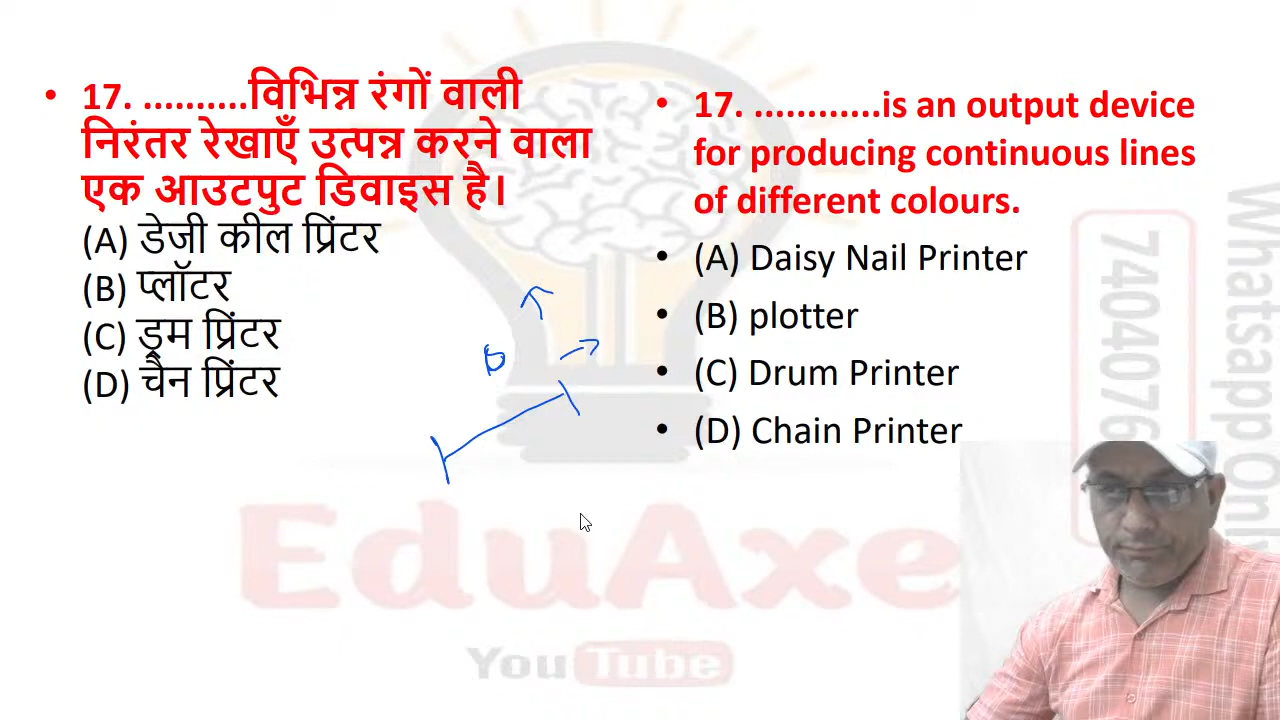 • 17. ..........विभिन्न रंगों वाली
निरंतर रेखाएँ उत्पन्न करने वाला
एक आउटपुट डिवाइस है।
(A) डेजी कील प्रिंटर
(B) प्लॉटर
(C) ड्रम प्रिंटर
(D) चैन प्रिंटर
• 17. ............is an output device
for producing continuous lines
of different colours.
• (A) Daisy Nail Printer
• (B) plotter
• (C) Drum Printer
• (D) Chain Printer
EduAxe
YouTube
Whatsapp Only
7404076